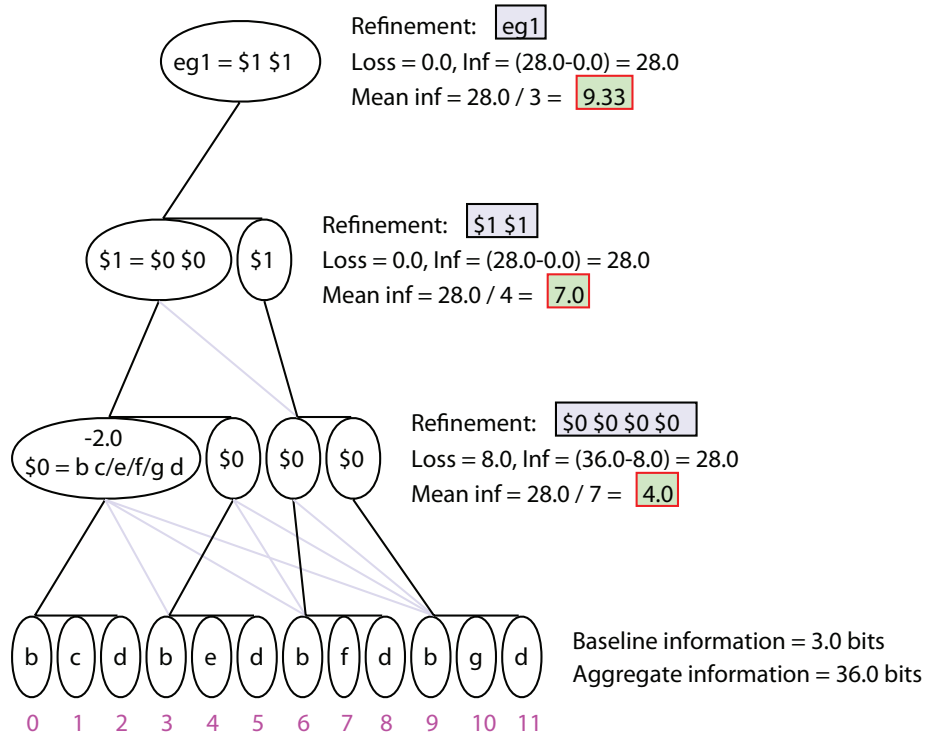 Refinement: eg1
eg1 = $1 $1
Loss = 0.0, Inf = (28.0-0.0) = 28.0
Mean inf = 28.0 / 3 = 9.33
Refinement: $1 $1
$1 = $0 $0 $1
Loss = 0.0, Inf = (28.0-0.0) = 28.0
Mean inf = 28.0 / 4 = 7.0
Refinement: $0 $0 $0 $0
-2.0
$0 = b c/e/f/g d $0 $0 $0
Loss = 8.0, Inf = (36.0-8.0) = 28.0
Mean inf = 28.0 / 7 = 4.0
b c d b e d b f d b g d
Baseline information = 3.0 bits
Aggregate information = 36.0 bits
0 1 2 3 4 5 6 7 8 9 10 11